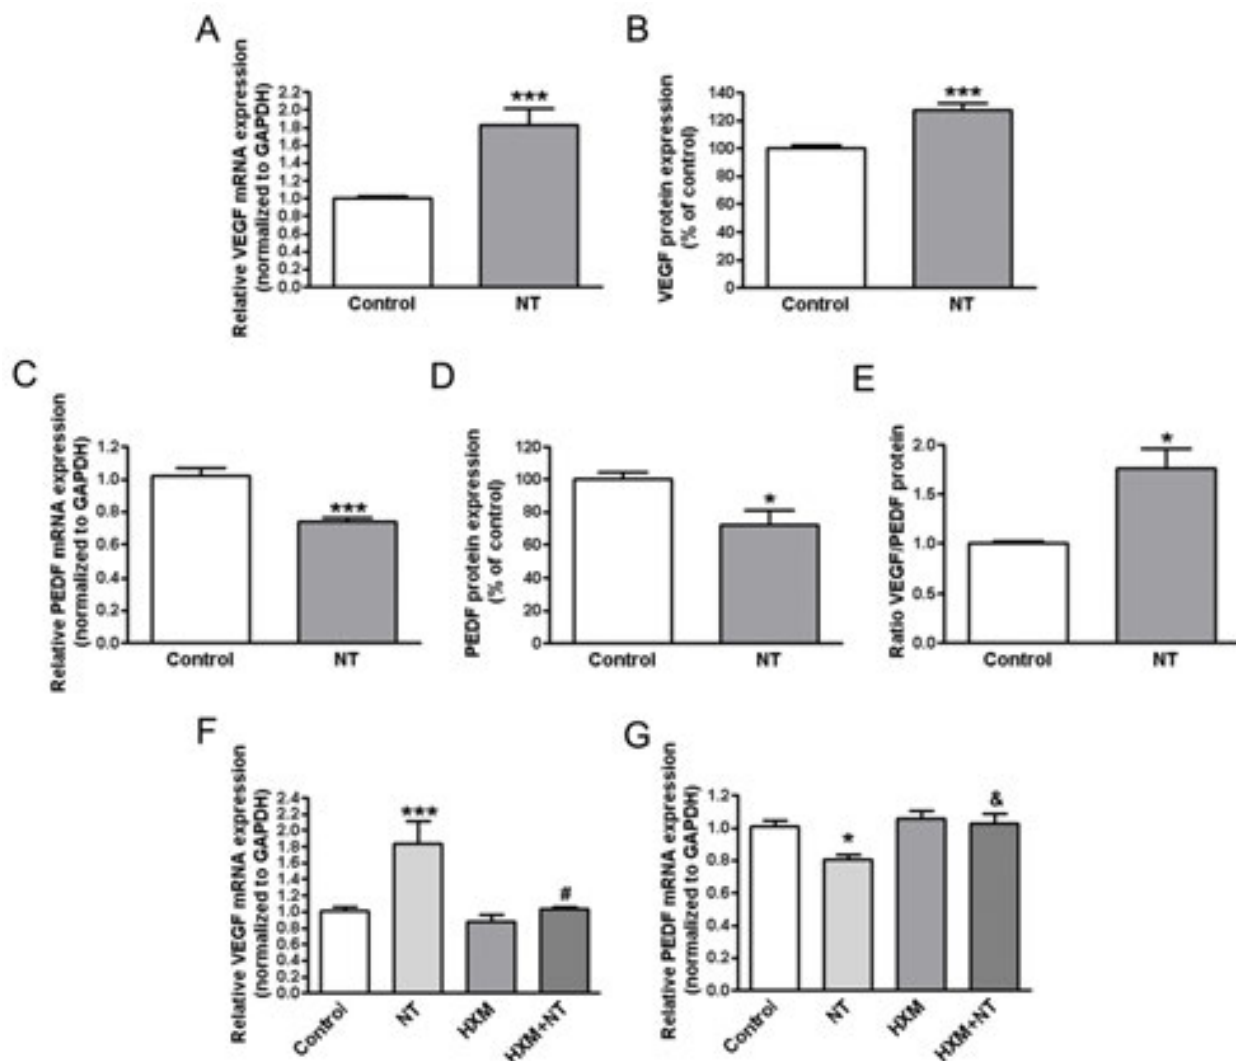 A
Relative VEGF mRNA expression
(normalized to GAPDH)
2.2
2.0
1.8
1.6
1.4
1.2
1.0
0.8
0.6
0.4
0.2
0.0
***
Control
NT
B
VEGF protein expression
(% of control)
140
120
100
80
60
40
20
0
***
Control
NT
C
Relative PEDF mRNA expression
(normalized to GAPDH)
1.2
1.0
0.8
0.6
0.4
0.2
0.0
***
Control
NT
D
PEDF protein expression
(% of control)
120
100
80
60
40
20
0
*
Control
NT
E
Ratio VEGF/PEDF protein
2.0
1.5
1.0
0.5
0.0
*
Control
NT
F
Relative VEGF mRNA expression
(normalized to GAPDH)
2.4
2.2
2.0
1.8
1.6
1.4
1.2
1.0
0.8
0.6
0.4
0.2
0.0
***
#
Control
NT
HXM
HXM+NT
G
Relative PEDF mRNA expression
(normalized to GAPDH)
1.2
1.0
0.8
0.6
0.4
0.2
0.0
*
&
Control
NT
HXM
HXM+NT